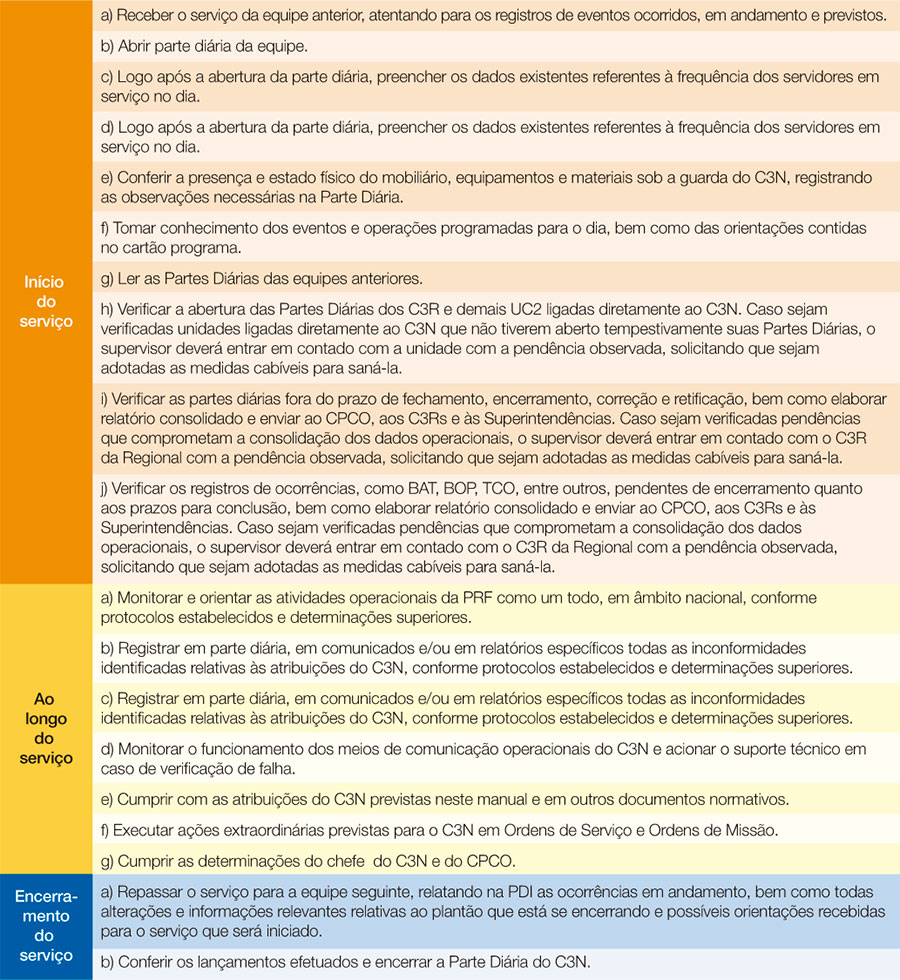 Início
do
serviço
a) Receber o serviço da equipe anterior, atentando para os registros de eventos ocorridos, em andamento e previstos.
b) Abrir parte diária da equipe.
c) Logo após a abertura da parte diária, preencher os dados existentes referentes à frequência dos servidores em
serviço no dia.
d) Logo após a abertura da parte diária, preencher os dados existentes referentes à frequência dos servidores em
serviço no dia.
e) Conferir a presença e estado físico do mobiliário, equipamentos e materiais sob a guarda do C3N, registrando
as observações necessárias na Parte Diária.
f) Tomar conhecimento dos eventos e operações programadas para o dia, bem como das orientações contidas
no cartão programa.
g) Ler as Partes Diárias das equipes anteriores.
h) Verificar a abertura das Partes Diárias dos C3R e demais UC2 ligadas diretamente ao C3N. Caso sejam
verificadas unidades ligadas diretamente ao C3N que não tiverem aberto tempestivamente suas Partes Diárias, o
supervisor deverá entrar em contado com a unidade com a pendência observada, solicitando que sejam
adotadas as medidas cabíveis para saná-la.
i) Verificar as partes diárias fora do prazo de fechamento, encerramento, correção e retificação, bem como elaborar
relatório consolidado e enviar ao CPCO, aos C3Rs e às Superintendências. Caso sejam verificadas pendências
que comprometam a consolidação dos dados operacionais, o supervisor deverá entrar em contado com o C3R
da Regional com a pendência observada, solicitando que sejam adotadas as medidas cabíveis para saná-la.
j) Verificar os registros de ocorrências, como BAT, BOP, TCO, entre outros, pendentes de encerramento quanto
aos prazos para conclusão, bem como elaborar relatório consolidado e enviar ao CPCO, aos C3Rs e às
Superintendências. Caso sejam verificadas pendências que comprometam a consolidação dos dados
operacionais, o supervisor deverá entrar em contado com o C3R da Regional com a pendência observada,
solicitando que sejam adotadas as medidas cabíveis para saná-la.
Ao
longo
do
serviço
a) Monitorar e orientar as atividades operacionais da PRF como um todo, em âmbito nacional, conforme
protocolos estabelecidos e determinações superiores.
b) Registrar em parte diária, em comunicados e/ou em relatórios específicos todas as inconformidades
identificadas relativas às atribuições do C3N, conforme protocolos estabelecidos e determinações superiores.
c) Registrar em parte diária, em comunicados e/ou em relatórios específicos todas as inconformidades
identificadas relativas às atribuições do C3N, conforme protocolos estabelecidos e determinações superiores.
d) Monitorar o funcionamento dos meios de comunicação operacionais do C3N e acionar o suporte técnico em
caso de verificação de falha.
e) Cumprir com as atribuições do C3N previstas neste manual e em outros documentos normativos.
f) Executar ações extraordinárias previstas para o C3N em Ordens de Serviço e Ordens de Missão.
g) Cumprir as determinações do chefe do C3N e do CPCO.
Encerra-
mento
do
serviço
a) Repassar o serviço para a equipe seguinte, relatando na PDI as ocorrências em andamento, bem como todas
alterações e informações relevantes relativas ao plantão que está se encerrando e possíveis orientações recebidas
para o serviço que será iniciado.
b) Conferir os lançamentos efetuados e encerrar a Parte Diária do C3N.